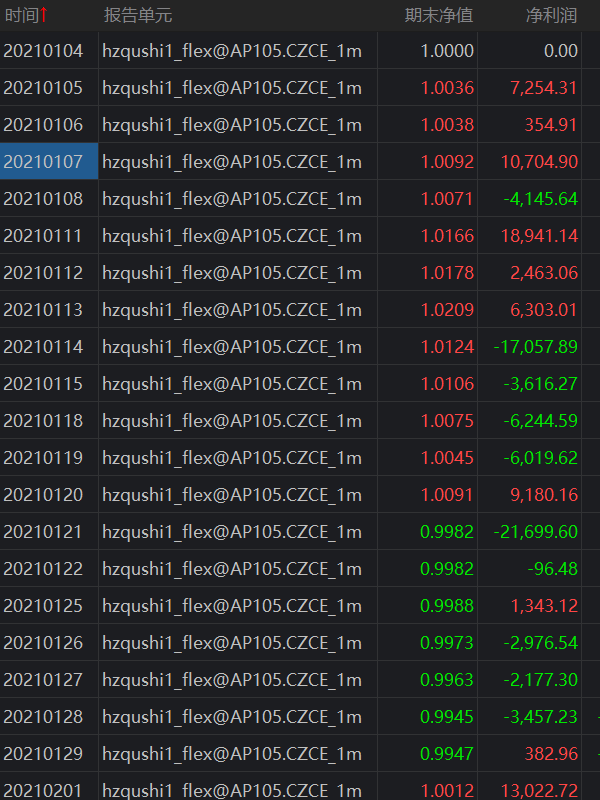 时间↑ 报告单元 期末净值 净利润
20210104 hzqushi1_flex@AP105.CZCE_1m 1.0000 0.00
20210105 hzqushi1_flex@AP105.CZCE_1m 1.0036 7,254.31
20210106 hzqushi1_flex@AP105.CZCE_1m 1.0038 354.91
20210107 hzqushi1_flex@AP105.CZCE_1m 1.0092 10,704.90
20210108 hzqushi1_flex@AP105.CZCE_1m 1.0071 -4,145.64
20210111 hzqushi1_flex@AP105.CZCE_1m 1.0166 18,941.14
20210112 hzqushi1_flex@AP105.CZCE_1m 1.0178 2,463.06
20210113 hzqushi1_flex@AP105.CZCE_1m 1.0209 6,303.01
20210114 hzqushi1_flex@AP105.CZCE_1m 1.0124 -17,057.89
20210115 hzqushi1_flex@AP105.CZCE_1m 1.0106 -3,616.27
20210118 hzqushi1_flex@AP105.CZCE_1m 1.0075 -6,244.59
20210119 hzqushi1_flex@AP105.CZCE_1m 1.0045 -6,019.62
20210120 hzqushi1_flex@AP105.CZCE_1m 1.0091 9,180.16
20210121 hzqushi1_flex@AP105.CZCE_1m 0.9982 -21,699.60
20210122 hzqushi1_flex@AP105.CZCE_1m 0.9982 -96.48
20210125 hzqushi1_flex@AP105.CZCE_1m 0.9988 1,343.12
20210126 hzqushi1_flex@AP105.CZCE_1m 0.9973 -2,976.54
20210127 hzqushi1_flex@AP105.CZCE_1m 0.9963 -2,177.30
20210128 hzqushi1_flex@AP105.CZCE_1m 0.9945 -3,457.23
20210129 hzqushi1_flex@AP105.CZCE_1m 0.9947 382.96
20210201 hzqushi1_flex@AP105.CZCE_1m 1.0012 13,022.72